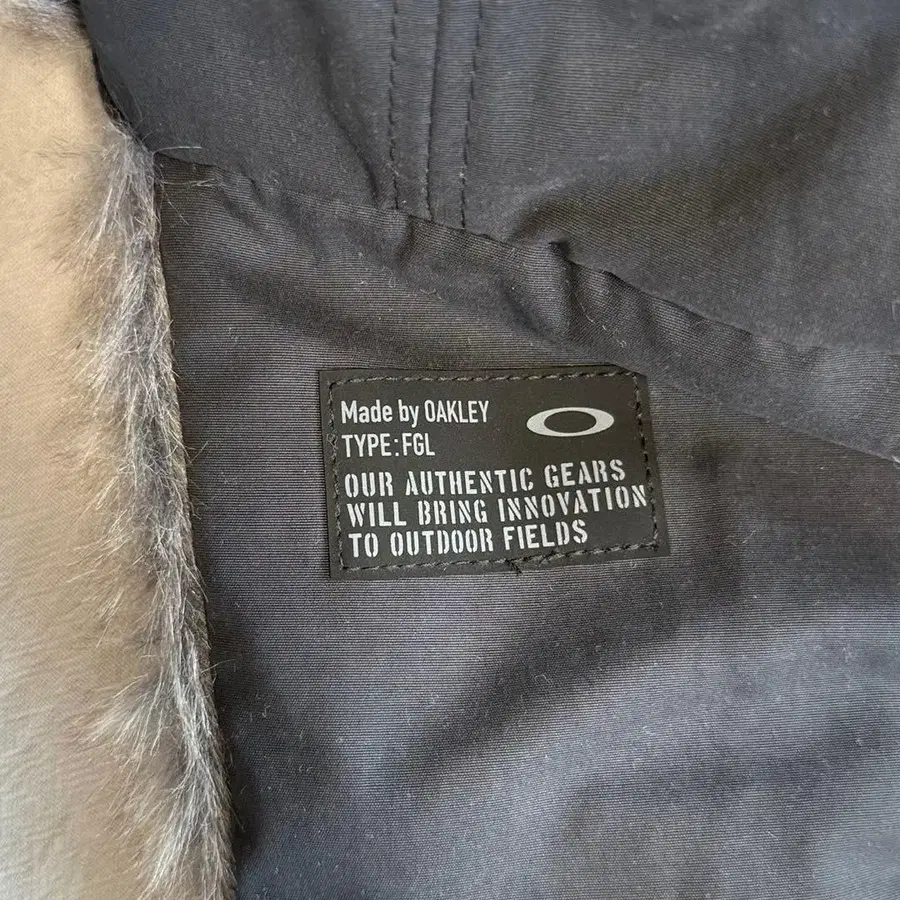 Made by OAKLEY
TYPE:FGL
OUR AUTHENTIC GEARS
WILL BRING INNOVATION
TO OUTDOOR FIELDS